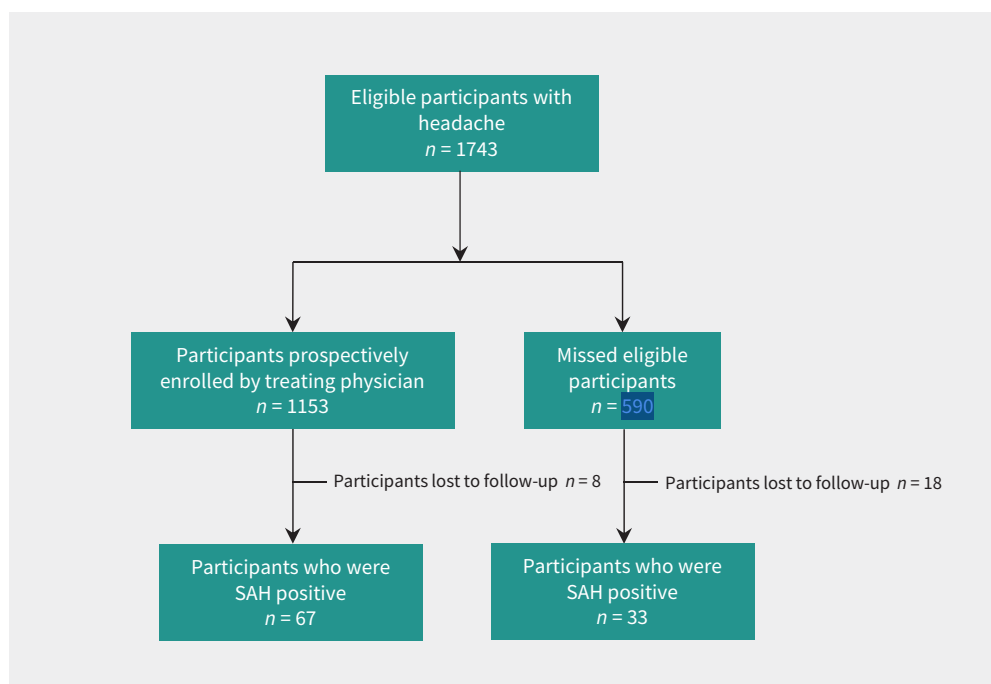 Eligible participants with
headache
n = 1743
Participants prospectively
enrolled by treating physician
n = 1153
Missed eligible
participants
n = 590
Participants lost to follow-up n = 8
Participants lost to follow-up n = 18
Participants who were
SAH positive
n = 67
Participants who were
SAH positive
n = 33